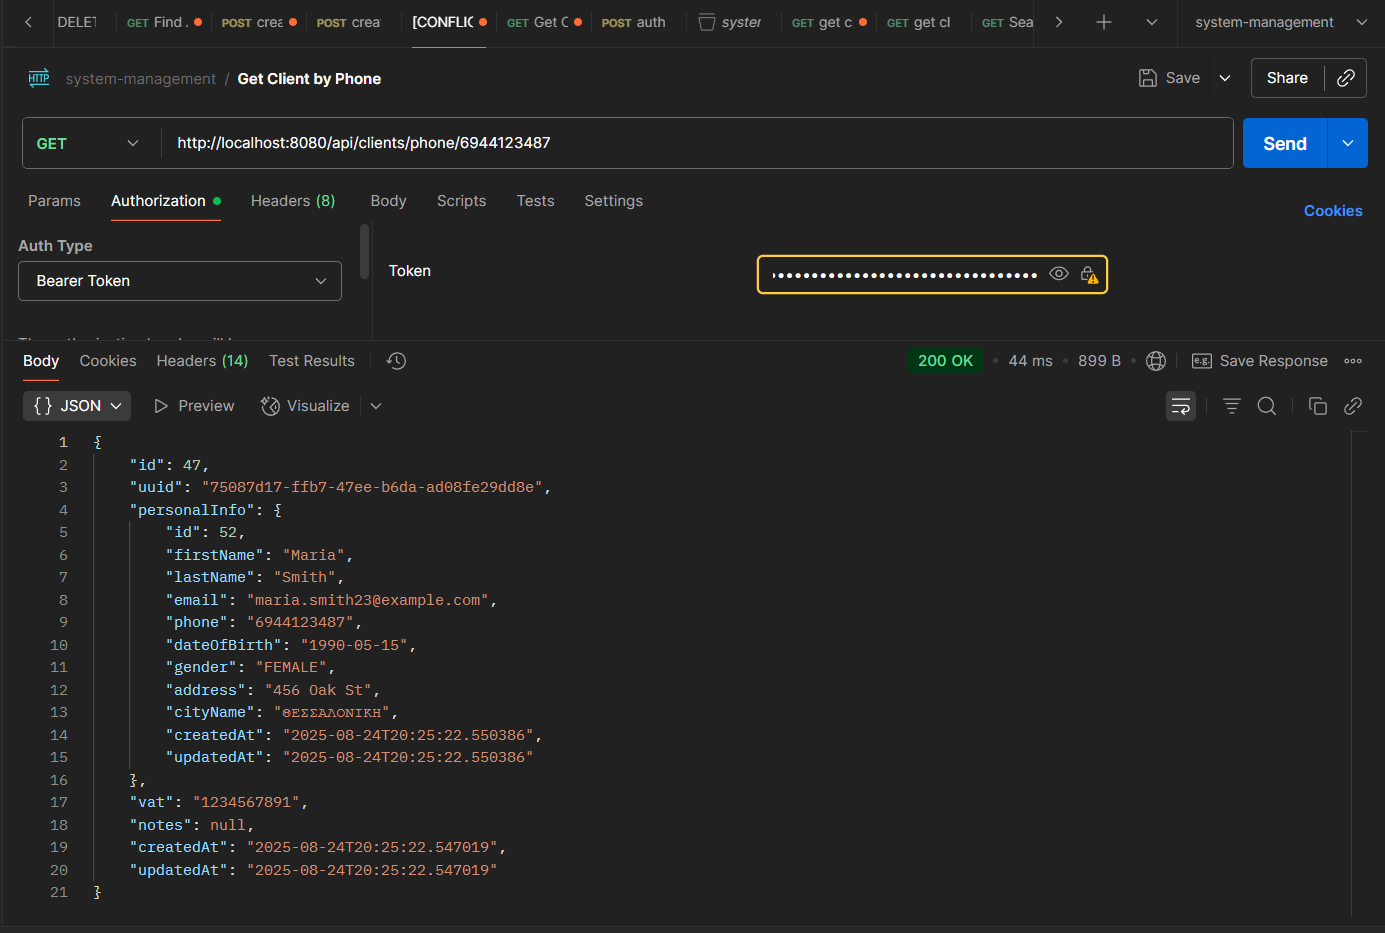 DELET GET Find . POST crea POST crea [CONFLIC GET Get C POST auth syster GET get c GET get cl GET Sea system-management
HTTP system-management / Get Client by Phone Save Share
GET http://localhost:8080/api/clients/phone/6944123487 Send
Params Authorization Headers (8) Body Scripts Tests Settings Cookies
Auth Type
Token
Bearer Token
Body Cookies Headers (14) Test Results 200 OK 44 ms 899 B e.g. Save Response
{} JSON Preview Visualize
1 {
2 "id": 47,
3 "uuid": "75087d17-ffb7-47ee-b6da-ad08fe29dd8e",
4 "personalInfo": {
5 "id": 52,
6 "firstName": "Maria",
7 "lastName": "Smith",
8 "email": "maria.smith23@example.com",
9 "phone": "6944123487",
10 "dateOfBirth": "1990-05-15",
11 "gender": "FEMALE",
12 "address": "456 Oak St",
13 "cityName": "ΘΕΣΣΑΛΟΝΙΚΗ",
14 "createdAt": "2025-08-24T20:25:22.550386",
15 "updatedAt": "2025-08-24T20:25:22.550386"
16 },
17 "vat": "1234567891",
18 "notes": null,
19 "createdAt": "2025-08-24T20:25:22.547019",
20 "updatedAt": "2025-08-24T20:25:22.547019"
21 }